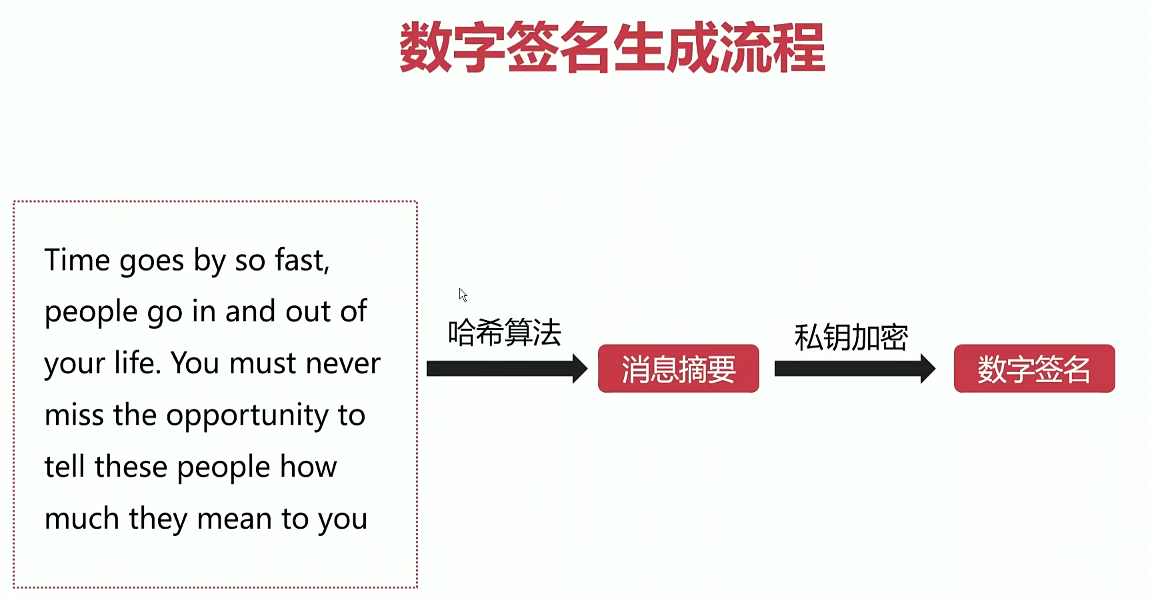 数字签名生成流程
Time goes by so fast,
people go in and out of
your life. You must never
miss the opportunity to
tell these people how
much they mean to you
哈希算法
消息摘要
私钥加密
数字签名